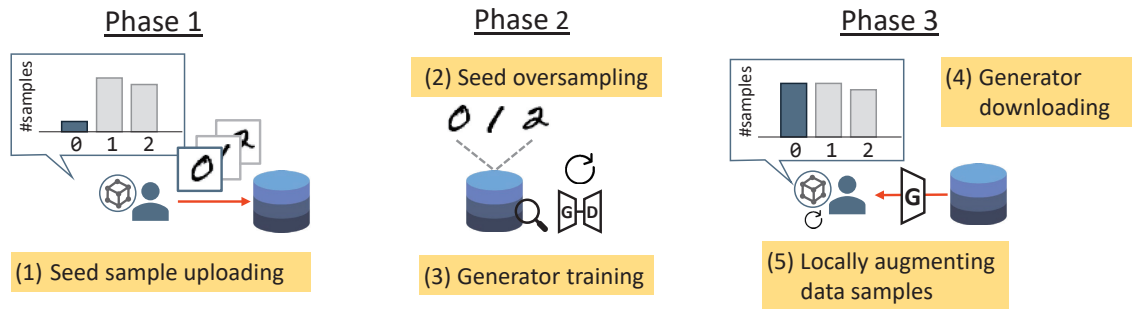 Phase 1
#samples
0 1 2
0 1 2
(1) Seed sample uploading
Phase 2
(2) Seed oversampling
0 1 2
G D
(3) Generator training
Phase 3
#samples
0 1 2
(4) Generator
downloading
G
(5) Locally augmenting
data samples